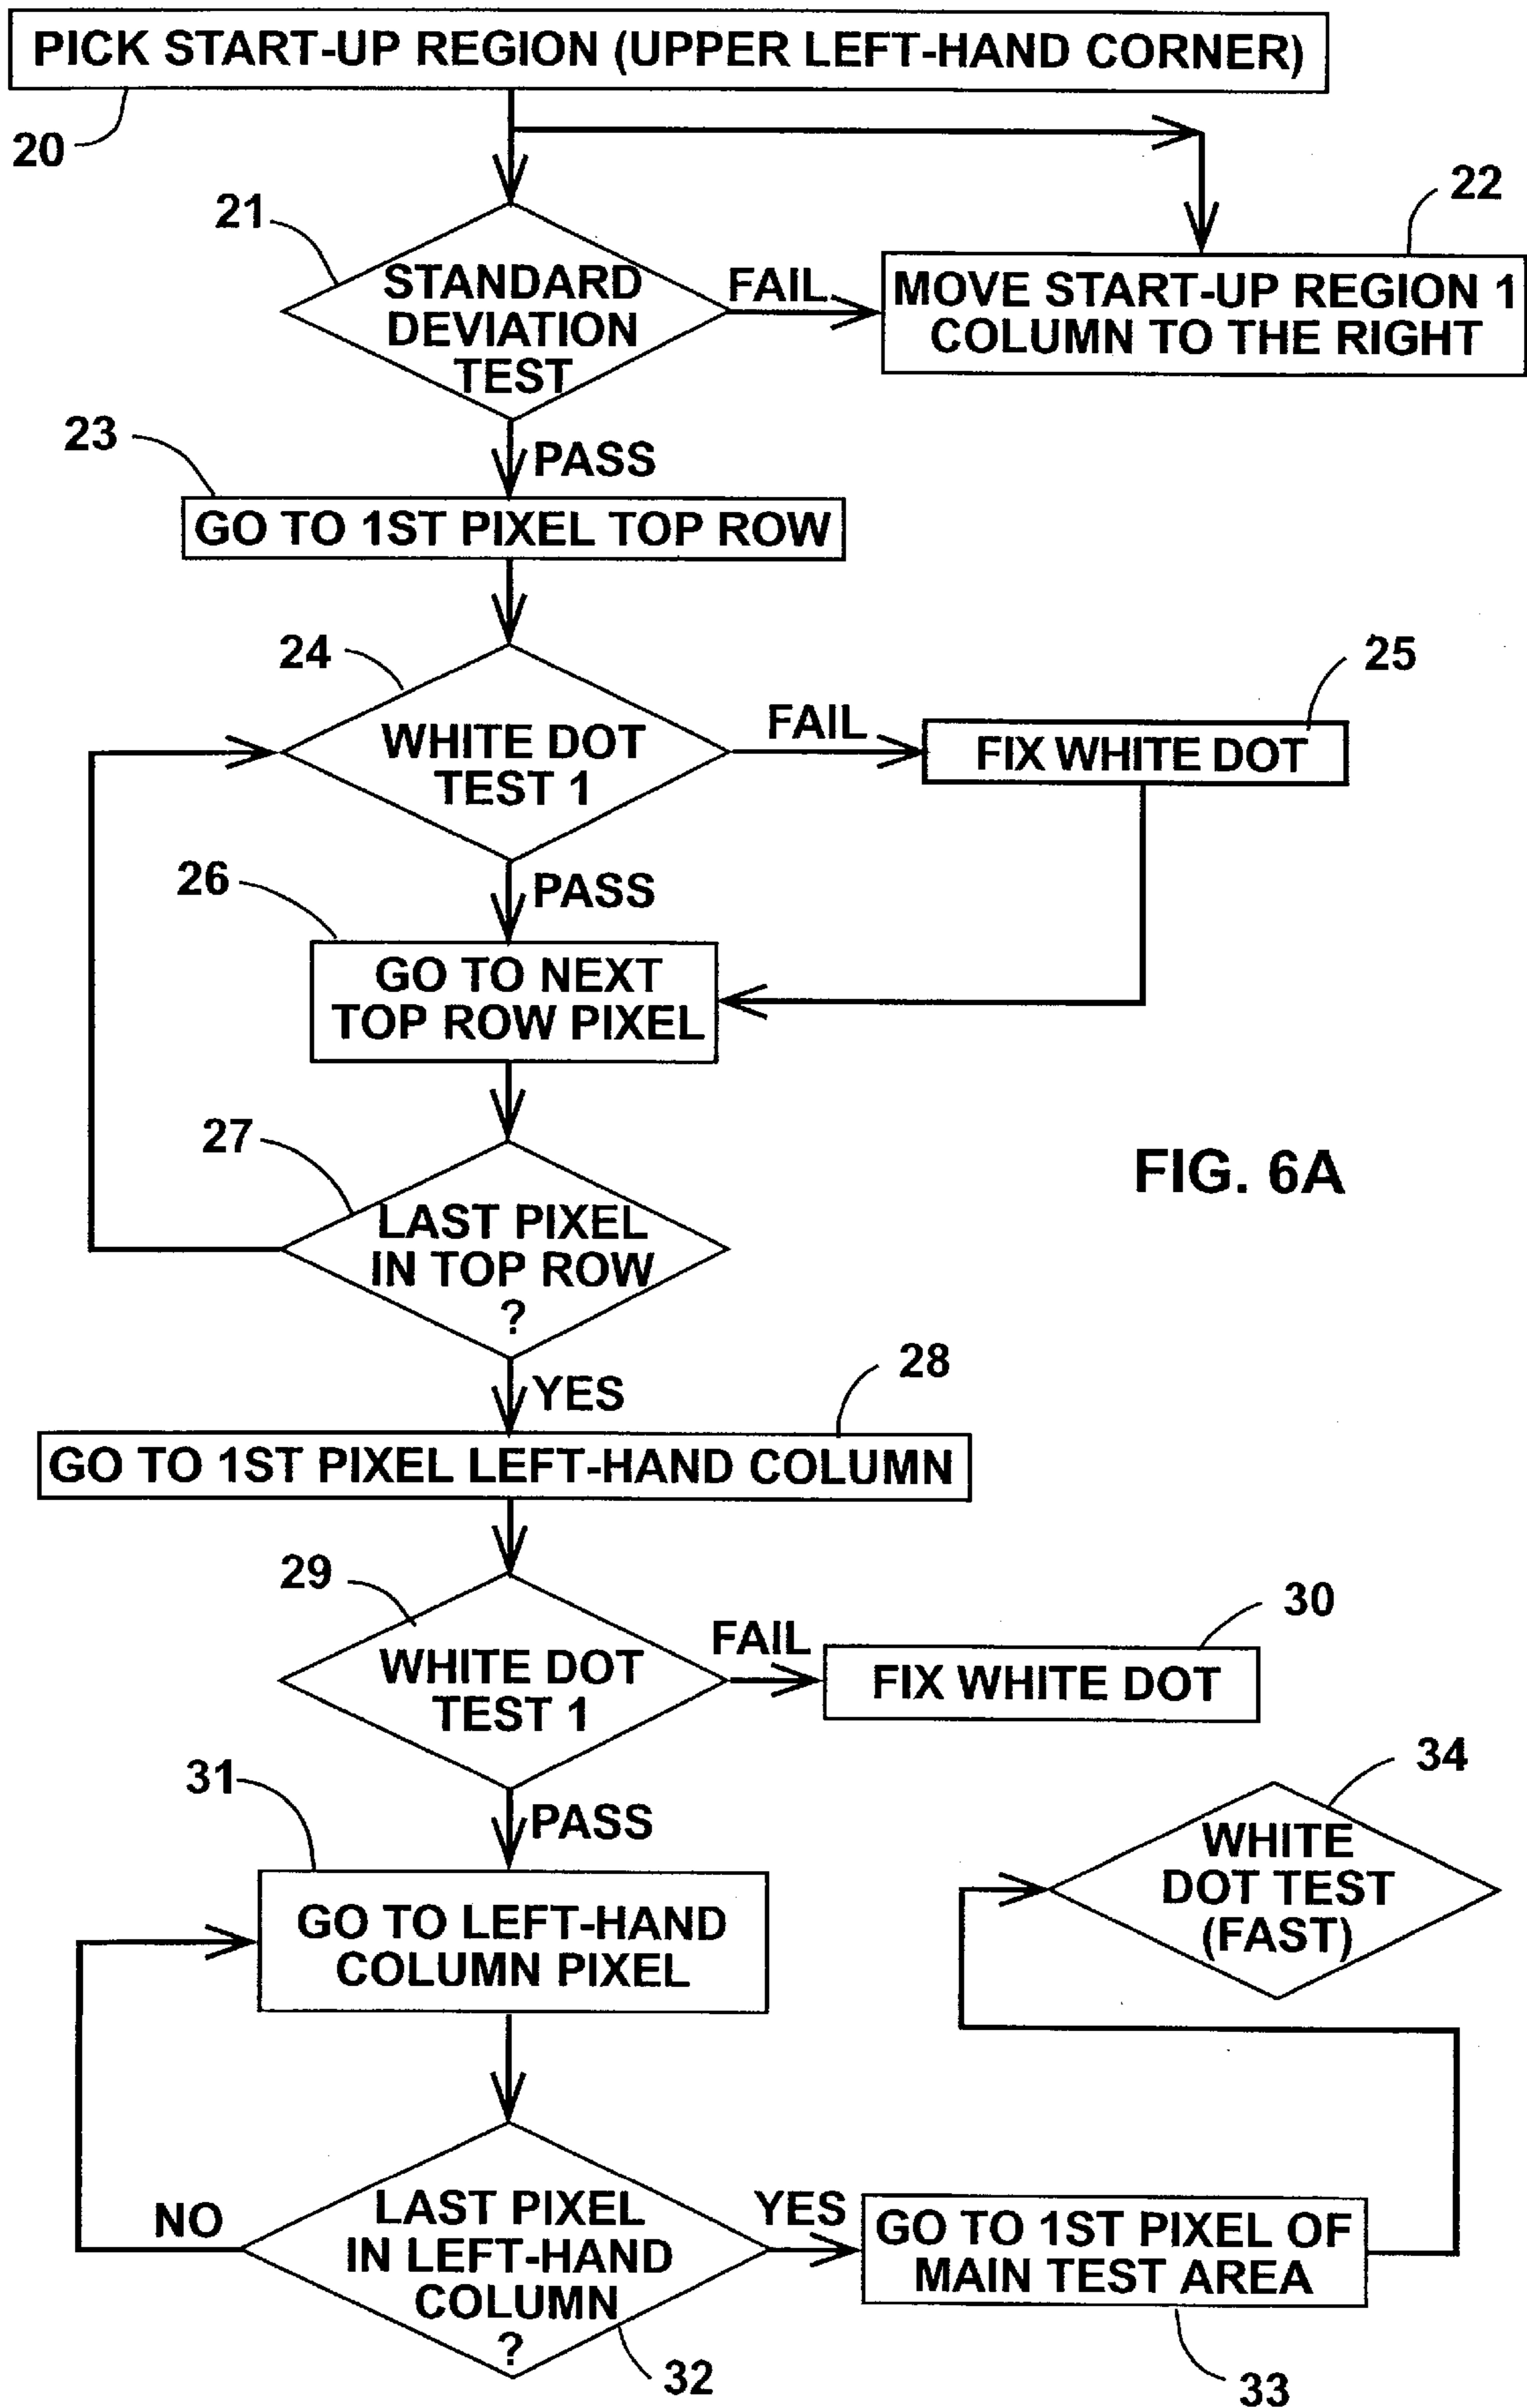 PICK START-UP REGION (UPPER LEFT-HAND CORNER)
20
21
22
STANDARD
DEVIATION
TEST
FAIL
MOVE START-UP REGION 1
COLUMN TO THE RIGHT
23
PASS
GO TO 1ST PIXEL TOP ROW
24
25
WHITE DOT
TEST 1
FAIL
FIX WHITE DOT
26
PASS
GO TO NEXT
TOP ROW PIXEL
27
FIG. 6A
LAST PIXEL
IN TOP ROW
?
28
YES
GO TO 1ST PIXEL LEFT-HAND COLUMN
29
30
WHITE DOT
TEST 1
FAIL
FIX WHITE DOT
31
34
PASS
WHITE
DOT TEST
(FAST)
GO TO LEFT-HAND
COLUMN PIXEL
NO
LAST PIXEL
IN LEFT-HAND
COLUMN
?
YES
GO TO 1ST PIXEL OF
MAIN TEST AREA
32
33